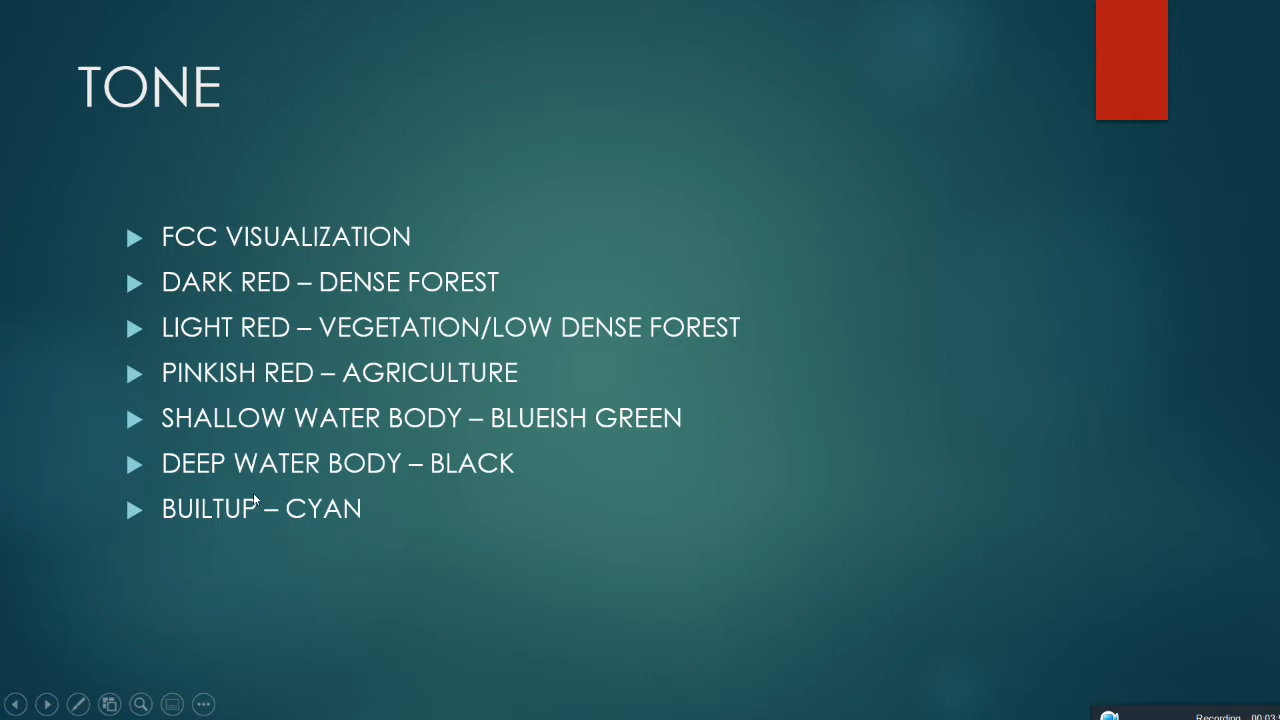 TONE
FCC VISUALIZATION
DARK RED – DENSE FOREST
LIGHT RED – VEGETATION/LOW DENSE FOREST
PINKISH RED – AGRICULTURE
SHALLOW WATER BODY – BLUEISH GREEN
DEEP WATER BODY – BLACK
BUILTUP – CYAN
Recording...